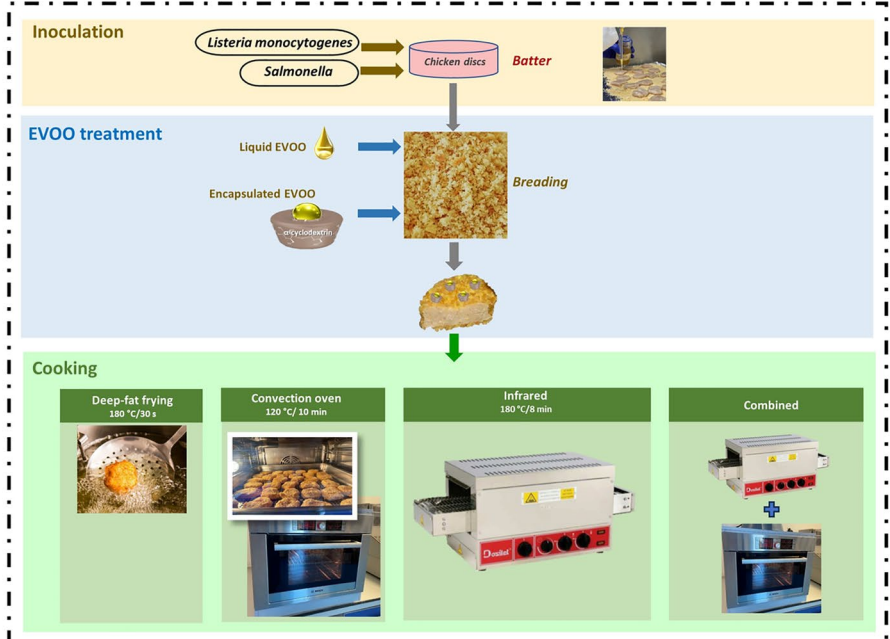 Inoculation
Listeria monocytogenes
Salmonella
Chicken discs
Batter
EVOO treatment
Liquid EVOO
Encapsulated EVOO
α-cyclodextrin
Breading
Cooking
Deep-fat frying
180 °C/30 s
Convection oven
120 °C/ 10 min
Infrared
180 °C/8 min
Combined